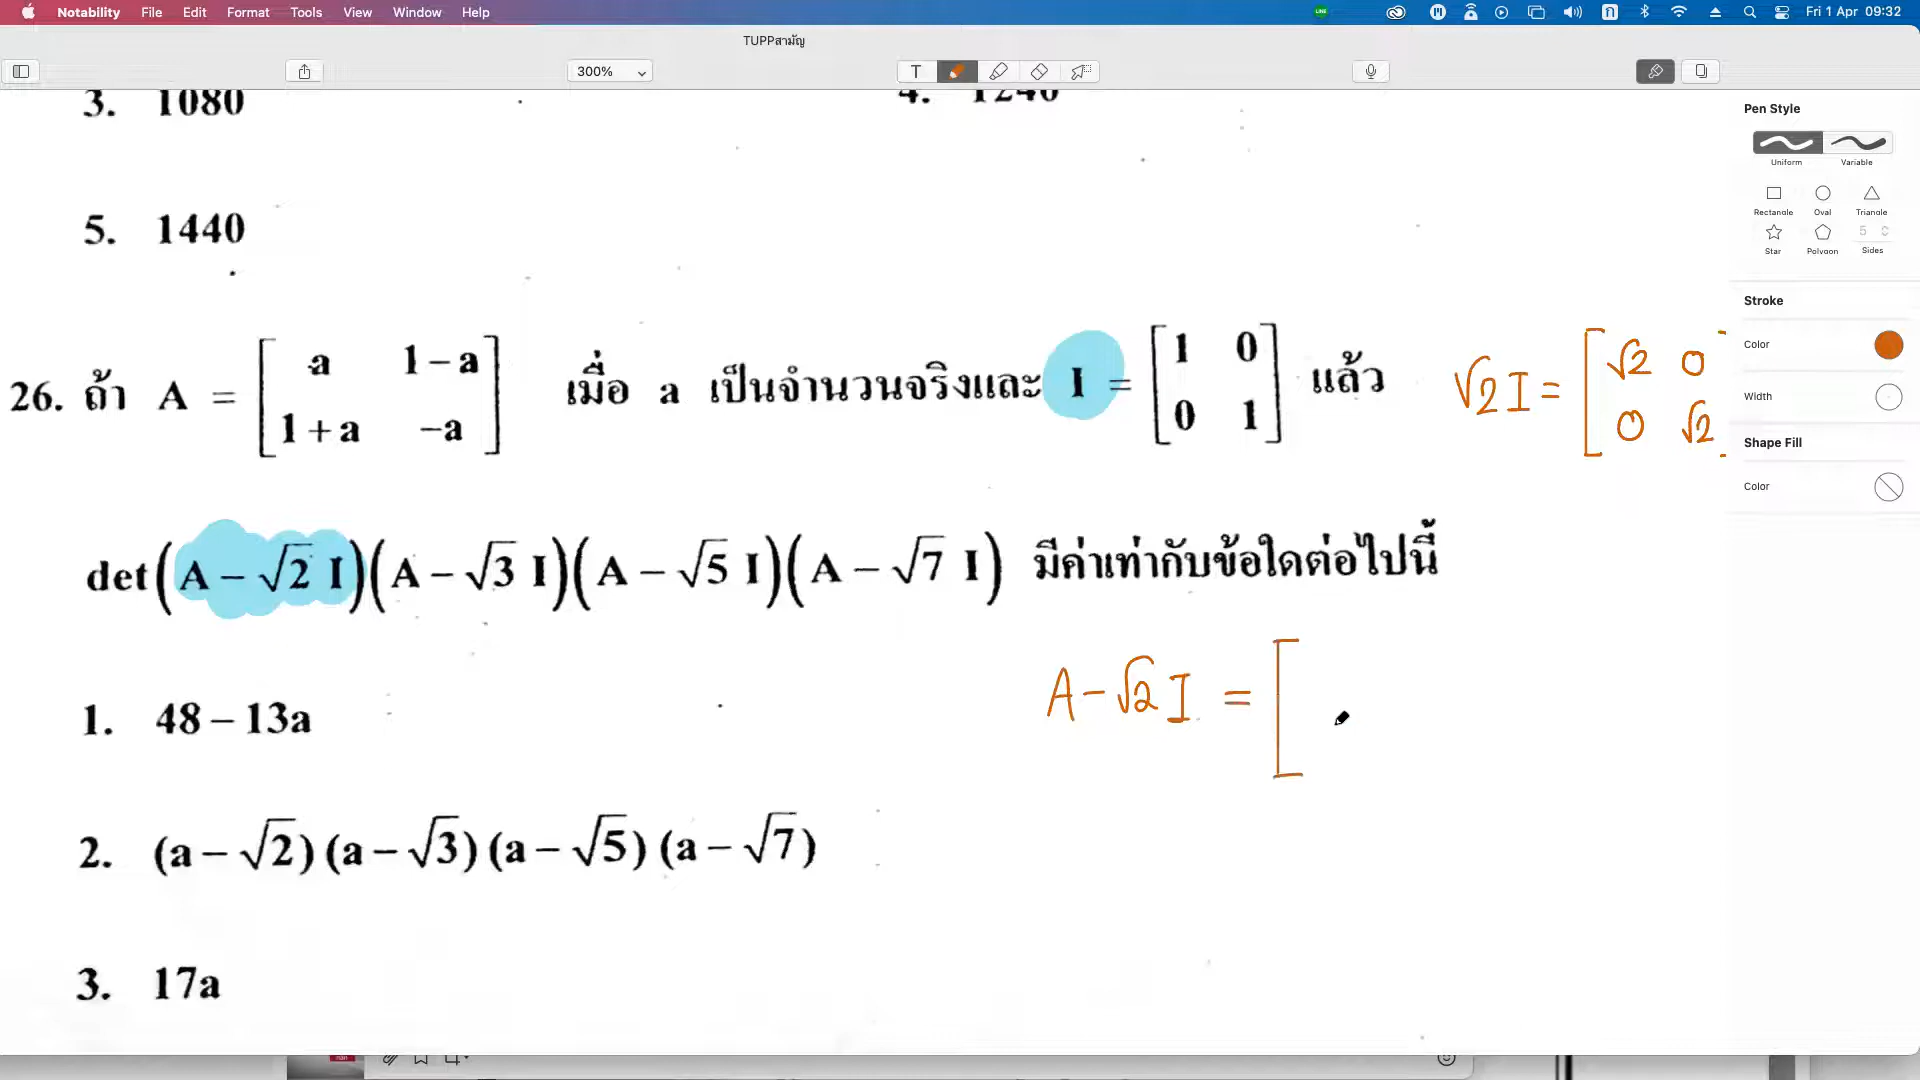 Notability File Edit Format Tools View Window Help Fri 1 Apr 09:32
TUPPสามัญ
300% T
3. 1080 4. 1240
5. 1440
26. ถ้า A = [ a 1 – a ; 1 + a –a ] เมื่อ a เป็นจำนวนจริงและ I = [ 1 0 ; 0 1 ] แล้ว √2 I = [ √2 0 ; 0 √2 ]
det(A – √2 I)(A – √3 I)(A – √5 I)(A – √7 I) มีค่าเท่ากับข้อใดต่อไปนี้
A – √2 I = [
1. 48 – 13a
2. (a – √2)(a – √3)(a – √5)(a – √7)
3. 17a
Pen Style
Uniform Variable
Rectangle Oval Triangle
5
Star Polygon Sides
Stroke
Color
Width
Shape Fill
Color